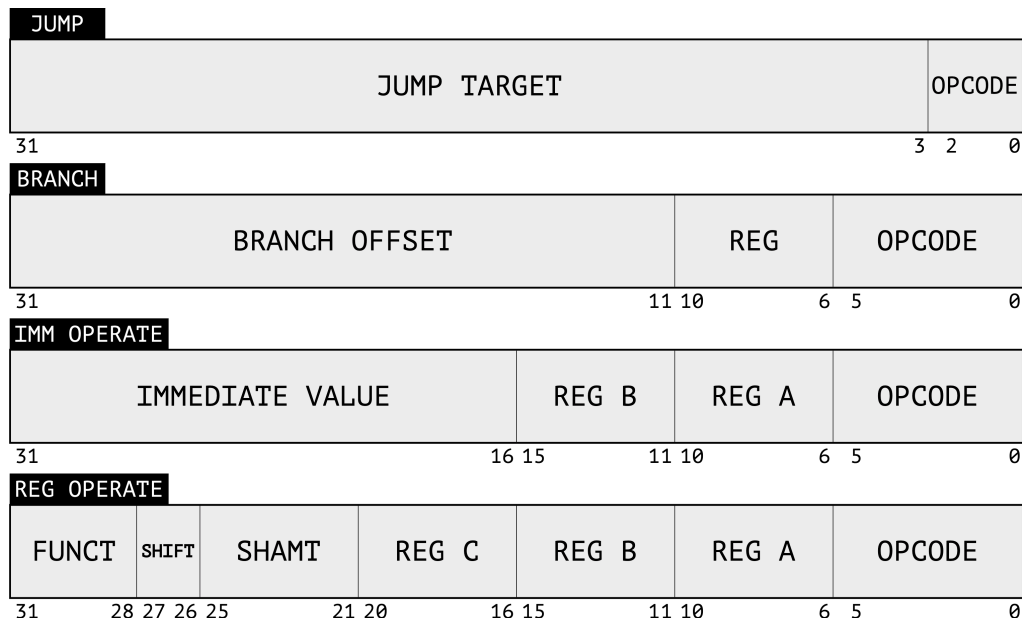 JUMP
JUMP TARGET OPCODE
31 3 2 0
BRANCH
BRANCH OFFSET REG OPCODE
31 11 10 6 5 0
IMM OPERATE
IMMEDIATE VALUE REG B REG A OPCODE
31 16 15 11 10 6 5 0
REG OPERATE
FUNCT SHIFT SHAMT REG C REG B REG A OPCODE
31 28 27 26 25 21 20 16 15 11 10 6 5 0